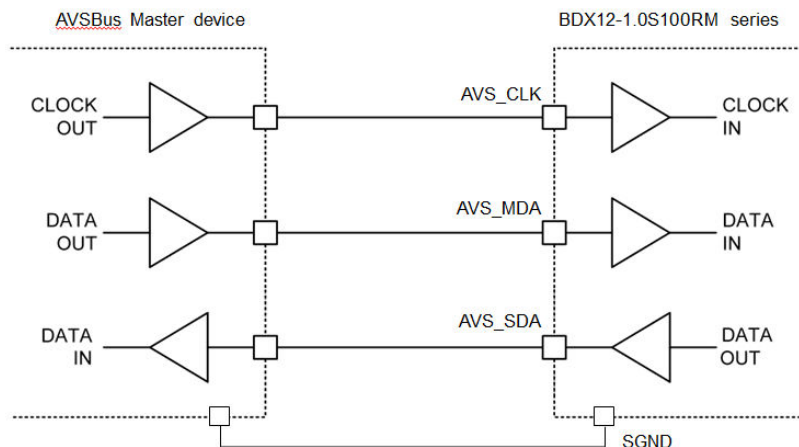 AVSBus Master device
BDX12-1.0S100RM series
CLOCK
OUT
AVS_CLK
CLOCK
IN
DATA
OUT
AVS_MDA
DATA
IN
DATA
IN
AVS_SDA
DATA
OUT
SGND